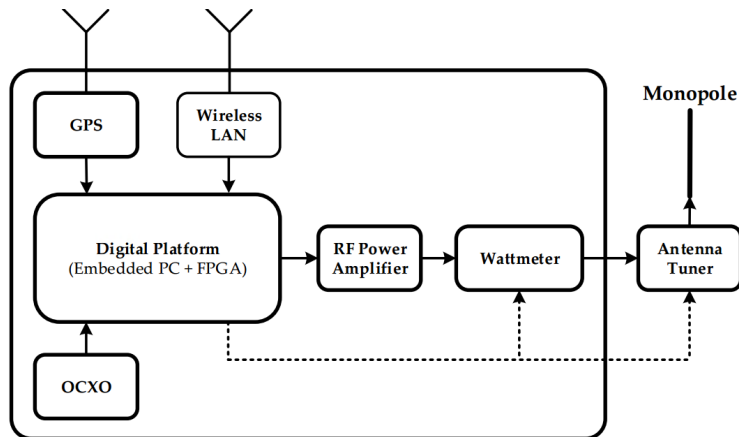 Monopole
GPS
Wireless
LAN
Digital Platform
(Embedded PC + FPGA)
RF Power
Amplifier
Wattmeter
Antenna
Tuner
OCXO